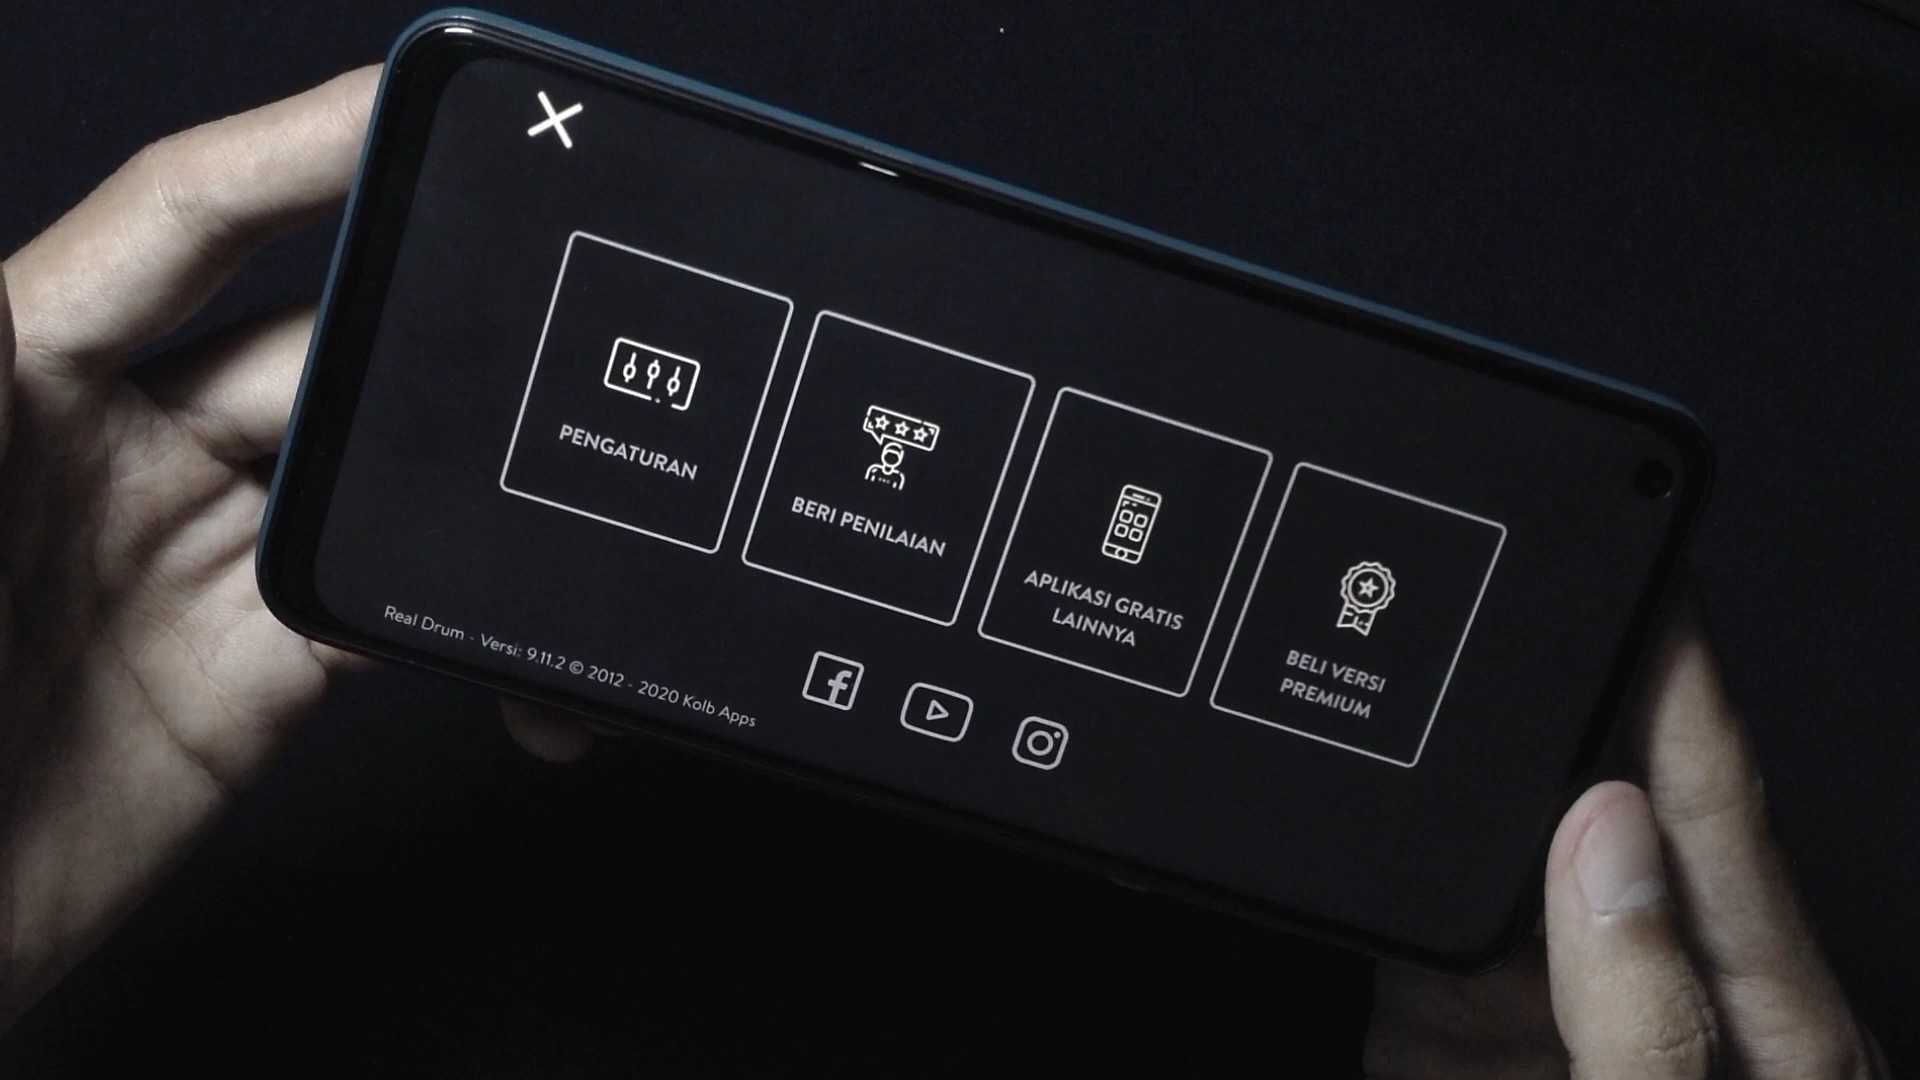 PENGATURAN
BERI PENILAIAN
APLIKASI GRATIS
LAINNYA
BELI VERSI
PREMIUM
Real Drum - Versi: 9.11.2 © 2012 - 2020 Kolb Apps